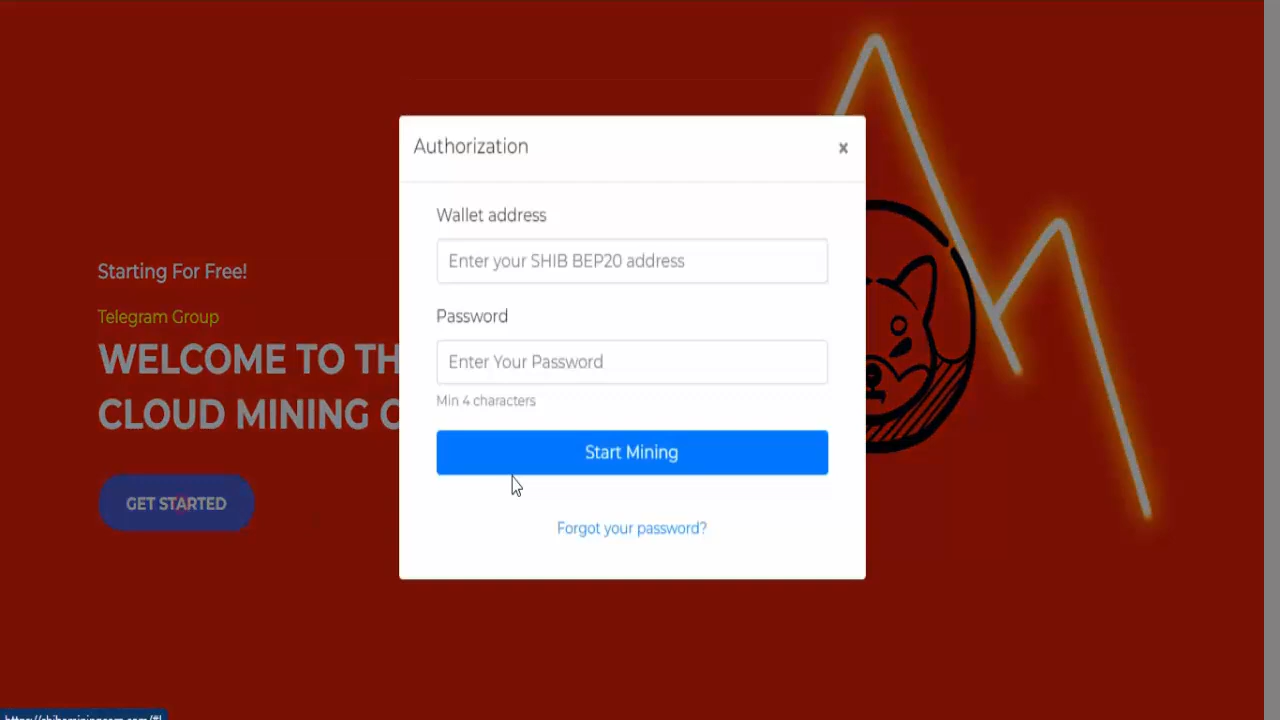 Authorization
x
Wallet address
Enter your SHIB BEP20 address
Password
Enter Your Password
Min 4 characters
Start Mining
Forgot your password?
Starting For Free!
Telegram Group
WELCOME TO TH
CLOUD MINING
GET STARTED